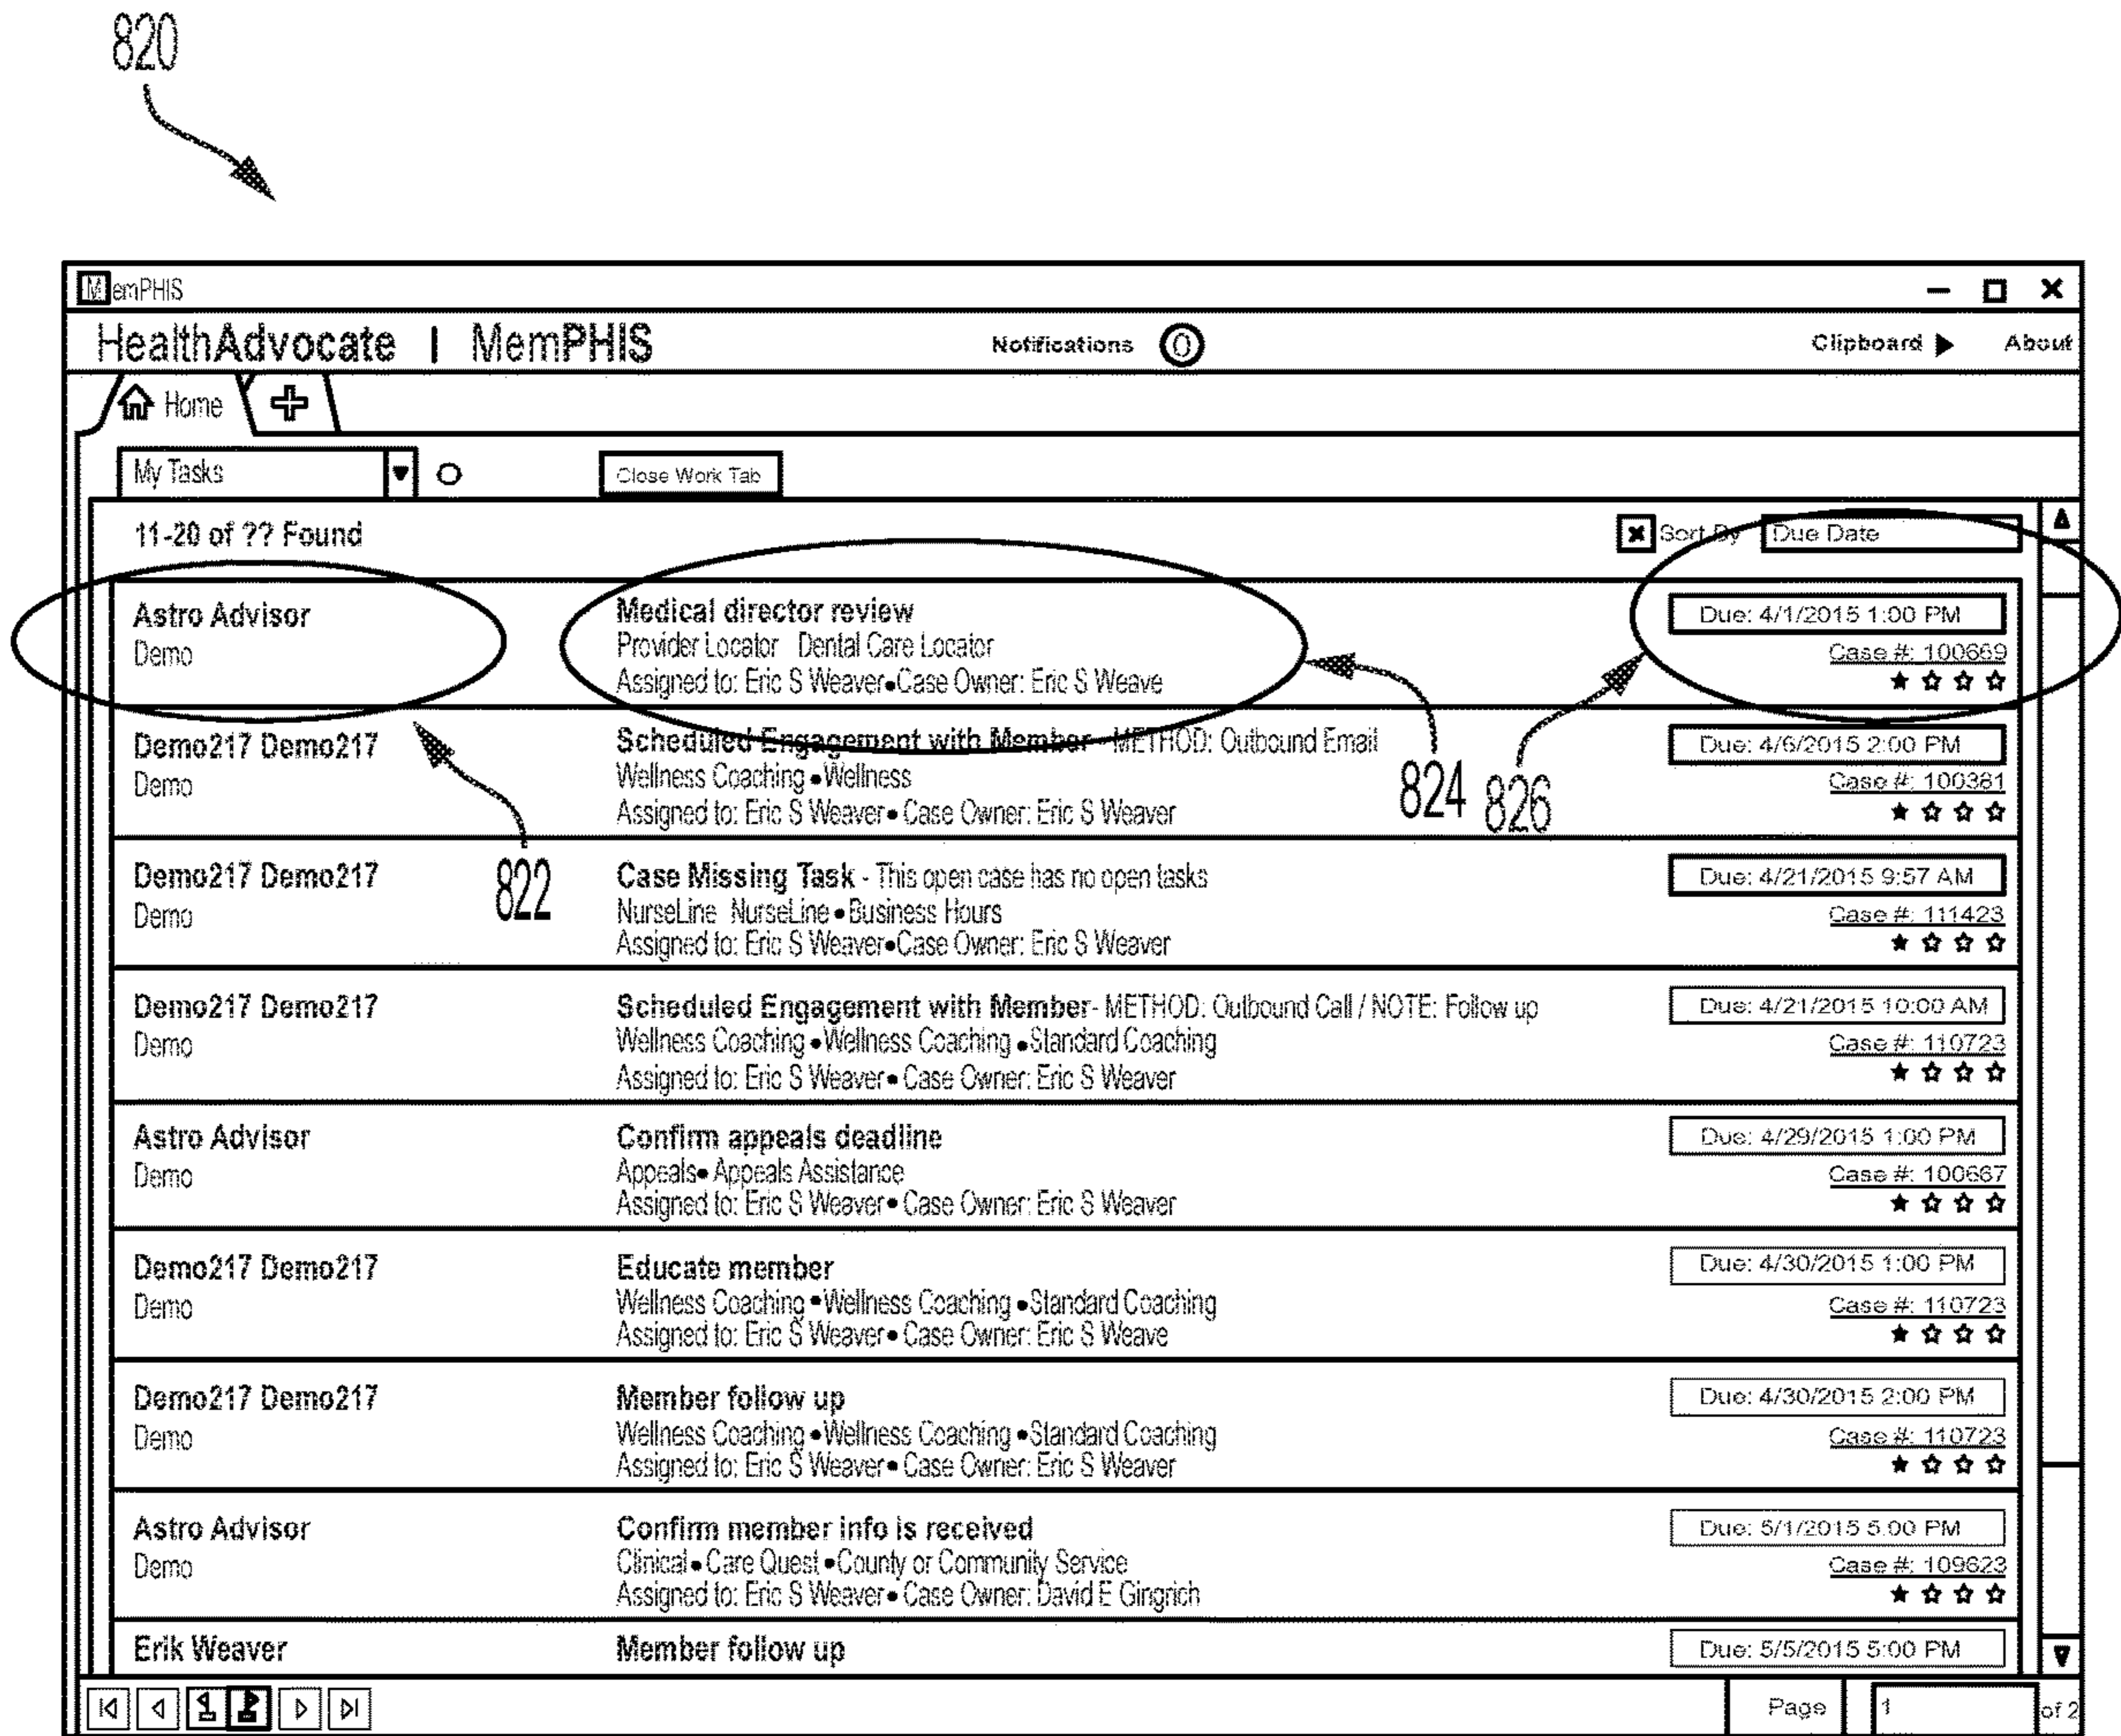 820
MemPHIS
HealthAdvocate | MemPHIS Notifications 0 Clipboard About
Home
My Tasks Close Work Tab
11-20 of ?? Found Sort By Due Date
Astro Advisor Medical director review Due: 4/1/2015 1:00 PM
Demo Provider Locator Dental Care Locator Case #: 100669
Assigned to: Eric S Weaver•Case Owner: Eric S Weave
Demo217 Demo217 Scheduled Engagement with Member - METHOD: Outbound Email Due: 4/6/2015 2:00 PM
Demo Wellness Coaching •Wellness 824 826 Case #: 100381
Assigned to: Eric S Weaver• Case Owner: Eric S Weaver
Demo217 Demo217 822 Case Missing Task - This open case has no open tasks Due: 4/21/2015 9:57 AM
Demo NurseLine NurseLine •Business Hours Case #: 111423
Assigned to: Eric S Weaver•Case Owner: Eric S Weaver
Demo217 Demo217 Scheduled Engagement with Member- METHOD: Outbound Call / NOTE: Follow up Due: 4/21/2015 10:00 AM
Demo Wellness Coaching •Wellness Coaching •Standard Coaching Case #: 110723
Assigned to: Eric S Weaver• Case Owner: Eric S Weaver
Astro Advisor Confirm appeals deadline Due: 4/29/2015 1:00 PM
Demo Appeals• Appeals Assistance Case #: 100667
Assigned to: Eric S Weaver• Case Owner: Eric S Weaver
Demo217 Demo217 Educate member Due: 4/30/2015 1:00 PM
Demo Wellness Coaching •Wellness Coaching •Standard Coaching Case #: 110723
Assigned to: Eric S Weaver• Case Owner: Eric S Weave
Demo217 Demo217 Member follow up Due: 4/30/2015 2:00 PM
Demo Wellness Coaching •Wellness Coaching •Standard Coaching Case #: 110723
Assigned to: Eric S Weaver• Case Owner: Eric S Weaver
Astro Advisor Confirm member info is received Due: 5/1/2015 5:00 PM
Demo Clinical • Care Quest •County or Community Service Case #: 109623
Assigned to: Eric S Weaver• Case Owner: David E Gingrich
Erik Weaver Member follow up Due: 5/5/2015 5:00 PM
1 2 Page 1 of 2